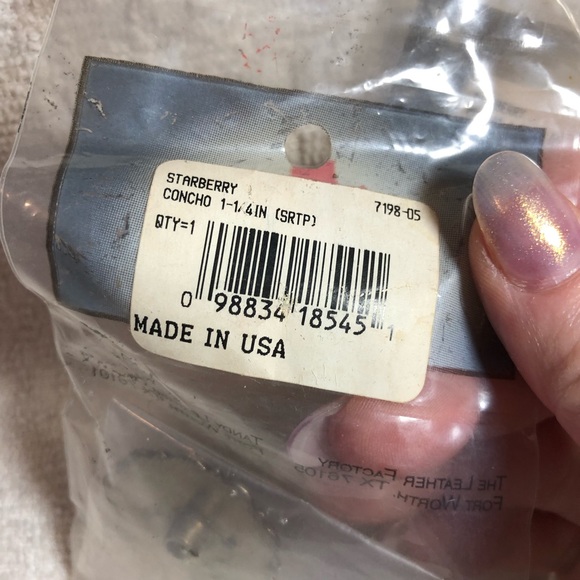 STARBERRY
CONCHO 1-1/4IN (SRTP) 7198-05
QTY=1
0 98834 18545 1
MADE IN USA
THE LEATHER FACTORY
FORT WORTH, TX 76105